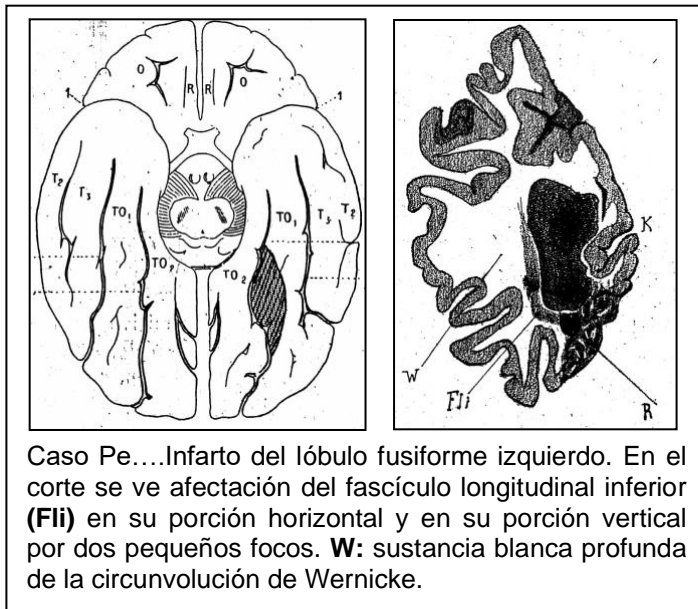 O
R
R
O
1
1
T2
T3
TO1
TO2
TO2
TO1
T3
T2
K
W
Fli
R
Caso Pe....Infarto del lóbulo fusiforme izquierdo. En el
corte se ve afectación del fascículo longitudinal inferior
(Fli) en su porción horizontal y en su porción vertical
por dos pequeños focos. W: sustancia blanca profunda
de la circunvolución de Wernicke.